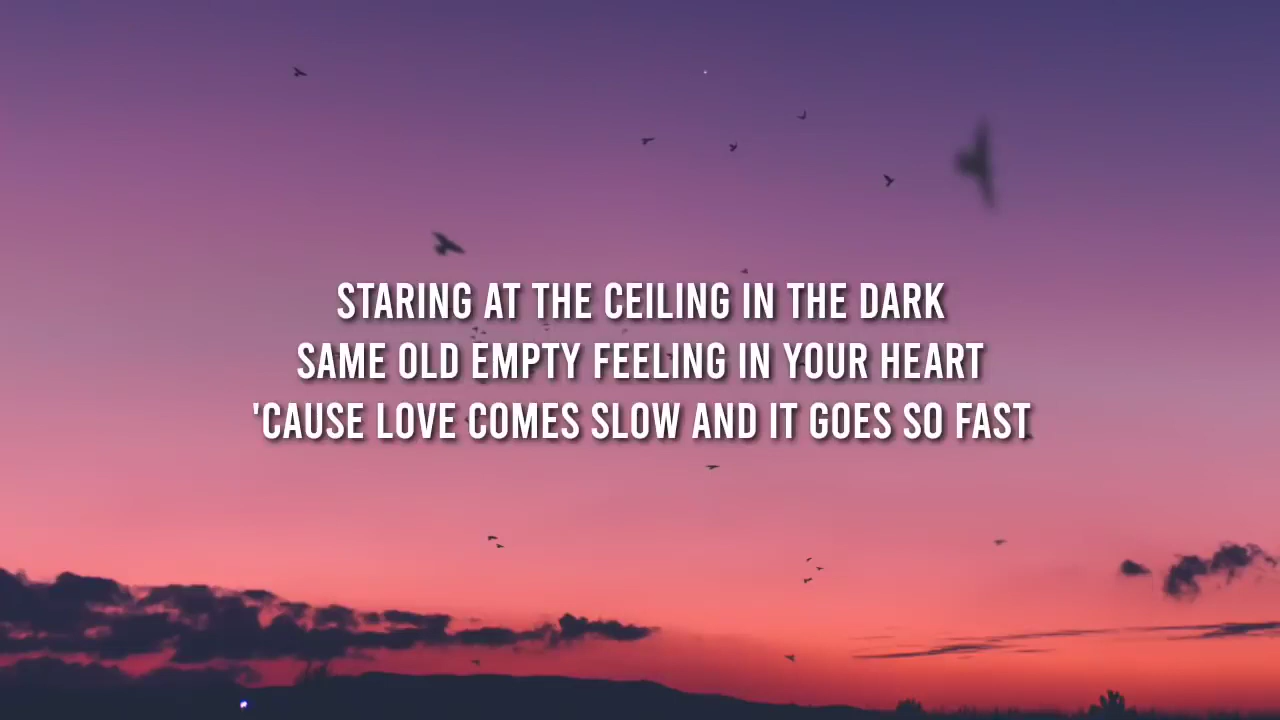 STARING AT THE CEILING IN THE DARK
SAME OLD EMPTY FEELING IN YOUR HEART
'CAUSE LOVE COMES SLOW AND IT GOES SO FAST